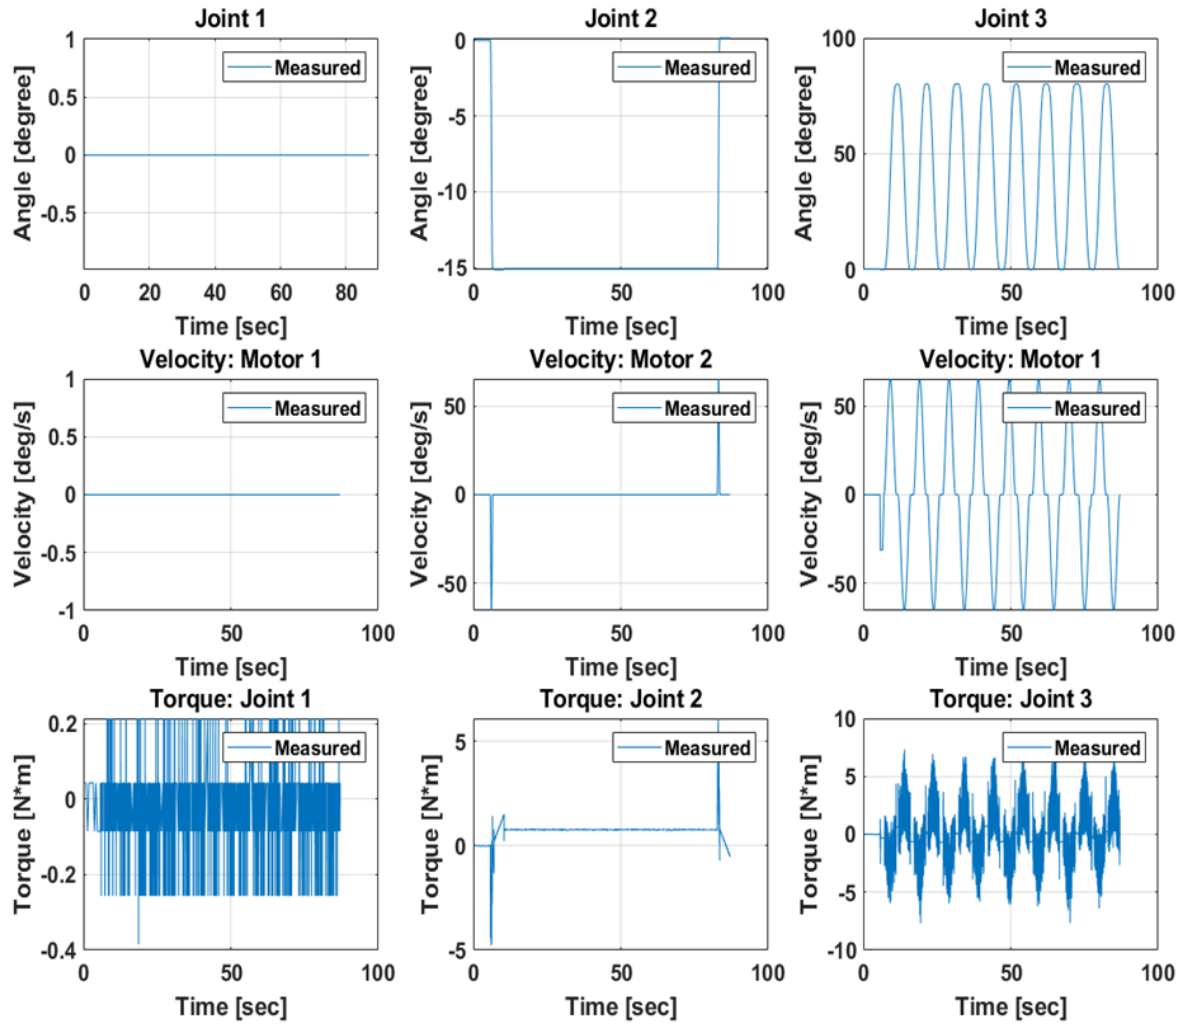 Joint 1
Joint 2
Joint 3
1
0.5
0
-0.5
Angle [degree]
Measured
0 20 40 60 80
Time [sec]
0
-5
-10
-15
Angle [degree]
Measured
0 50 100
Time [sec]
100
50
0
Angle [degree]
Measured
0 50 100
Time [sec]
Velocity: Motor 1
Velocity: Motor 2
Velocity: Motor 1
1
0.5
0
-0.5
-1
Velocity [deg/s]
Measured
0 50 100
Time [sec]
50
0
-50
Velocity [deg/s]
Measured
0 50 100
Time [sec]
50
0
-50
Velocity [deg/s]
Measured
0 50 100
Time [sec]
Torque: Joint 1
Torque: Joint 2
Torque: Joint 3
0.2
0
-0.2
-0.4
Torque [N*m]
Measured
0 50 100
Time [sec]
5
0
-5
Torque [N*m]
Measured
0 50 100
Time [sec]
10
5
0
-5
-10
Torque [N*m]
Measured
0 50 100
Time [sec]